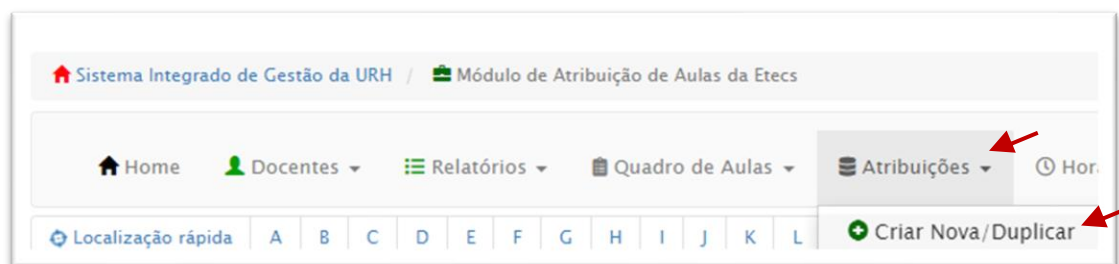 Sistema Integrado de Gestão da URH / Módulo de Atribuição de Aulas da Etecs
Home Docentes Relatórios Quadro de Aulas Atribuições Hor
Localização rápida A B C D E F G H I J K L Criar Nova/Duplicar